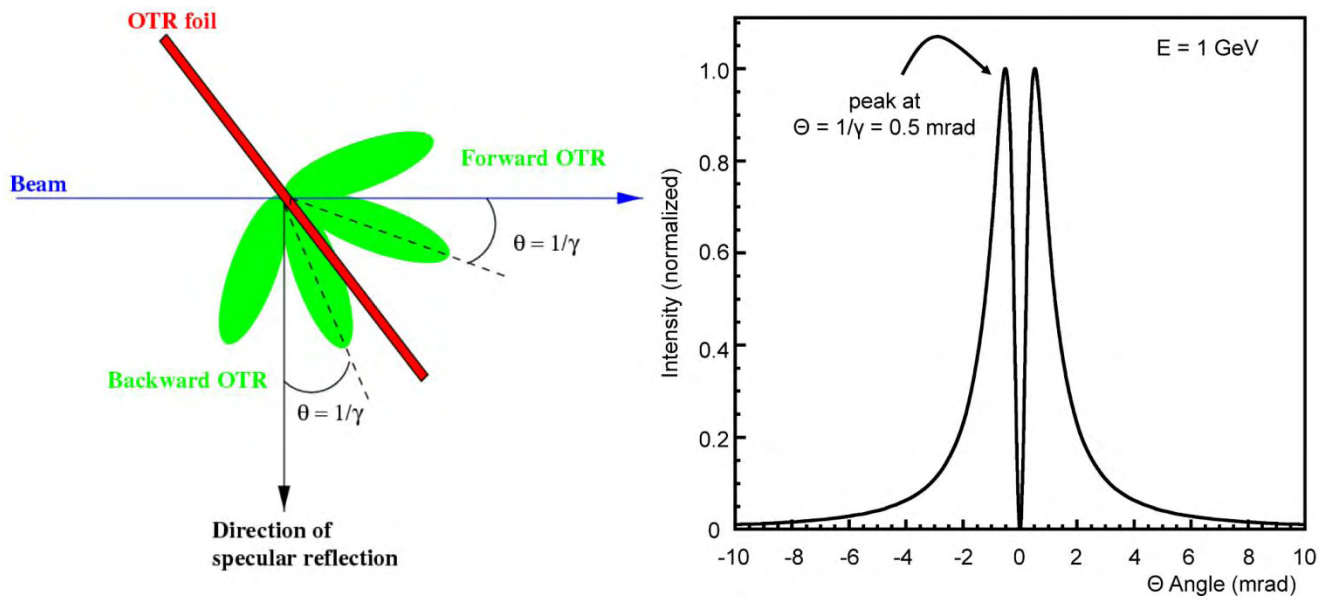 OTR foil
Forward OTR
Beam
θ = 1/γ
Backward OTR
θ = 1/γ
Direction of
specular reflection
E = 1 GeV
peak at
Θ = 1/γ = 0.5 mrad
Intensity (normalized)
1.0
0.8
0.6
0.4
0.2
0
-10 -8 -6 -4 -2 0 2 4 6 8 10
Θ Angle (mrad)